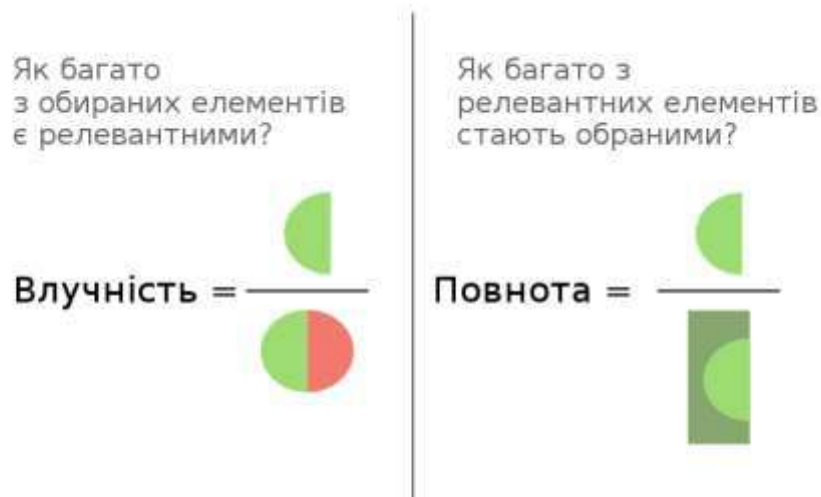 Як багато
з обираних елементів
є релевантними?
Влучність =
Як багато з
релевантних елементів
стають обраними?
Повнота =